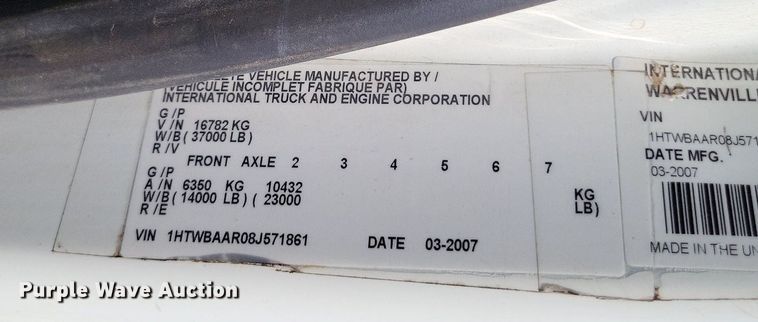 VEHICLE MANUFACTURED BY /
(VEHICULE INCOMPLET FABRIQUE PAR)
INTERNATIONAL TRUCK AND ENGINE CORPORATION
G / P
V / N 16782 KG
W/B ( 37000 LB)
R / V
FRONT AXLE 2 3 4 5 6 7
G / P
A / N 6350 KG 10432 KG
W/B ( 14000 LB) ( 23000 LB)
R / E
VIN 1HTWBAAR08J571861 DATE 03-2007
INTERNATIONA
WARRENVILL
VIN
1HTWBAAR08J571
DATE MFG.
03-2007
MADE IN THE UN
Purple Wave Auction